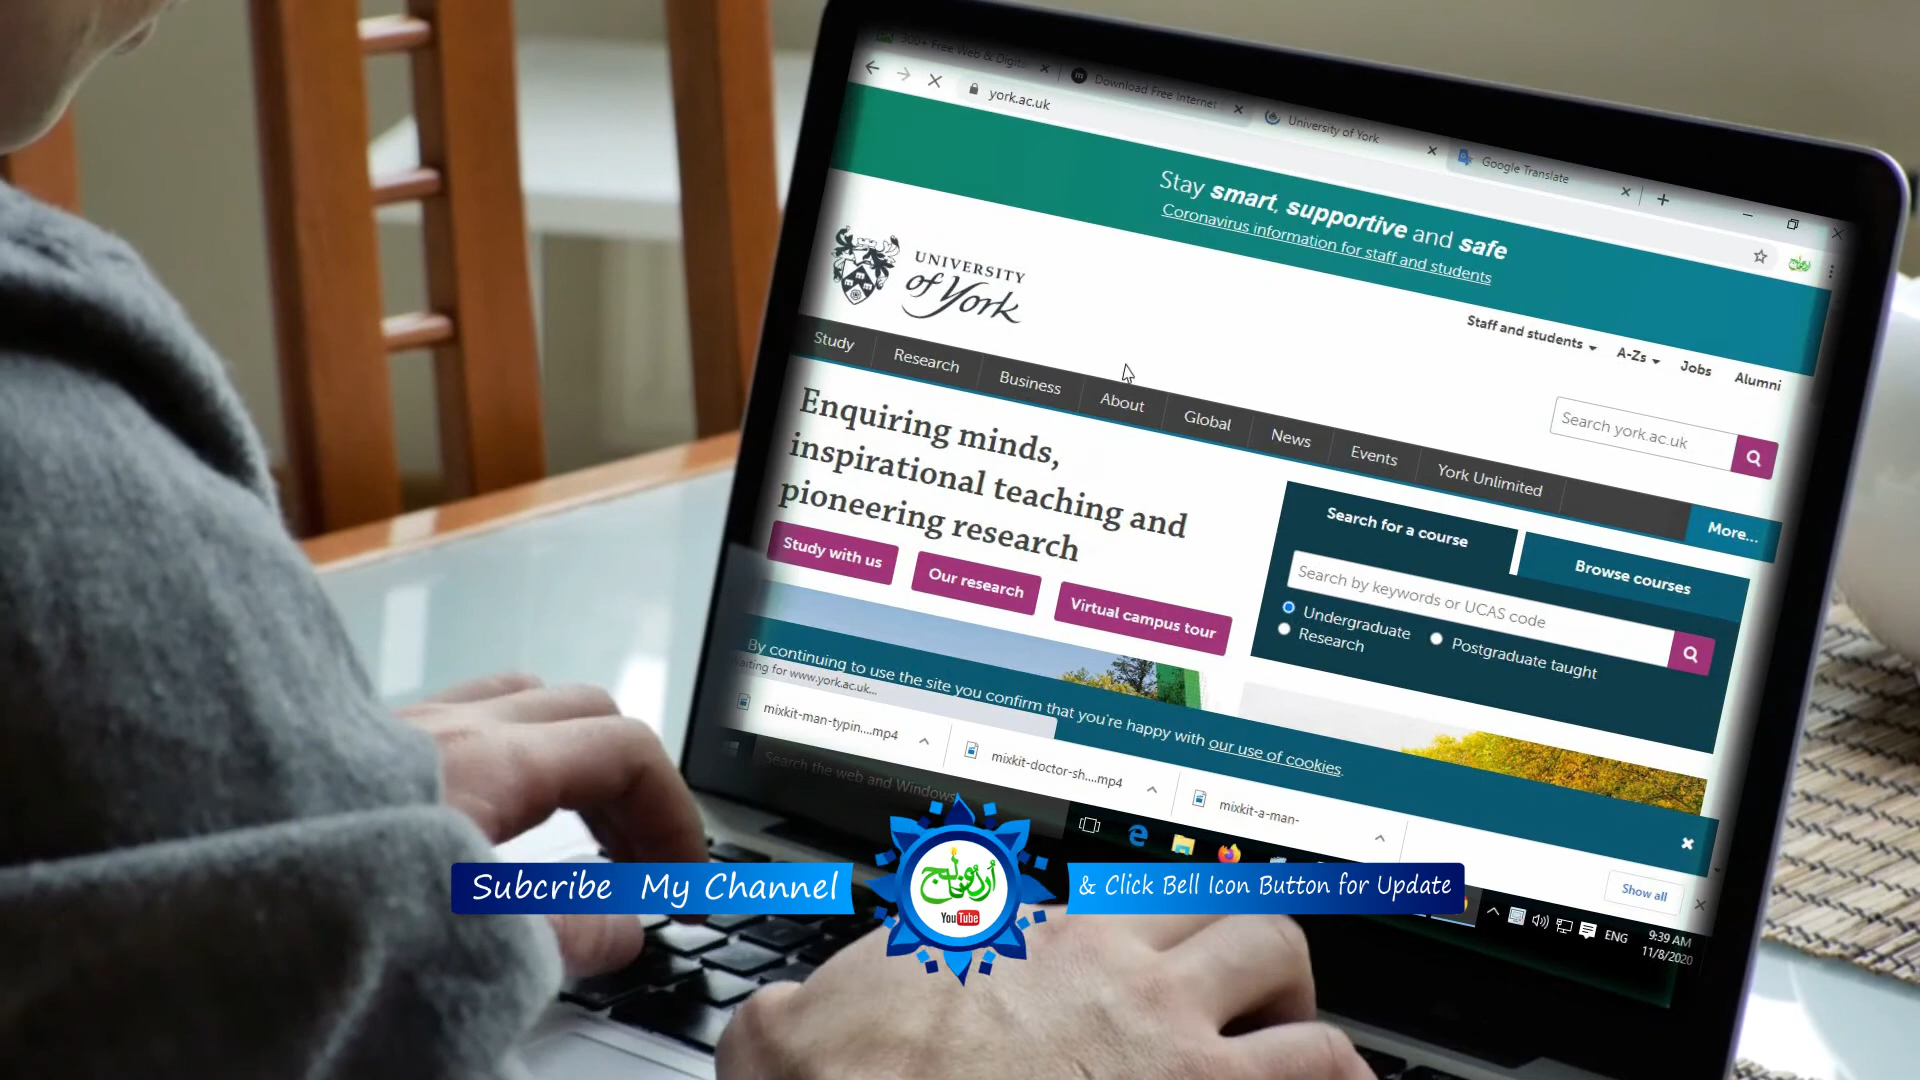 300+ Free Web & Digit...
Download Free Internet
University of York
Google Translate
york.ac.uk
Stay smart, supportive and safe
Coronavirus information for staff and students
UNIVERSITY
of York
Staff and students
A-Zs
Jobs
Alumni
Search york.ac.uk
Study
Research
Business
About
Global
News
Events
York Unlimited
More...
Enquiring minds,
inspirational teaching and
pioneering research
Study with us
Our research
Virtual campus tour
Search for a course
Browse courses
Search by keywords or UCAS code
Undergraduate
Postgraduate taught
Research
By continuing to use the site you confirm that you're happy with our use of cookies.
aiting for www.york.ac.uk...
mixkit-man-typin....mp4
mixkit-doctor-sh....mp4
mixkit-a-man-
Show all
Search the web and Windows
ENG
9:39 AM
11/8/2020
Subcribe My Channel
YouTube
& Click Bell Icon Button for Update